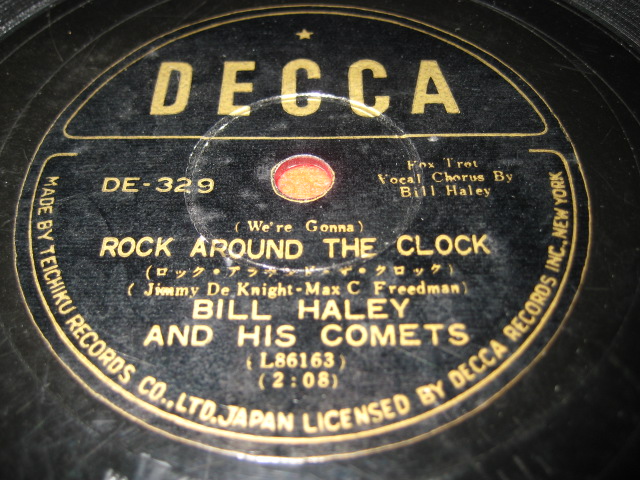 DECCA
DE-329
Fox Trot
Vocal Chorus By
Bill Haley
(We're Gonna)
ROCK AROUND THE CLOCK
(ロック・アラウンド・ザ・クロック)
(Jimmy De Knight-Max C Freedman)
BILL HALEY
AND HIS COMETS
(L86163)
(2:08)
MADE BY TEICHIKU RECORDS CO., LTD. JAPAN LICENSED BY DECCA RECORDS INC. NEW YORK